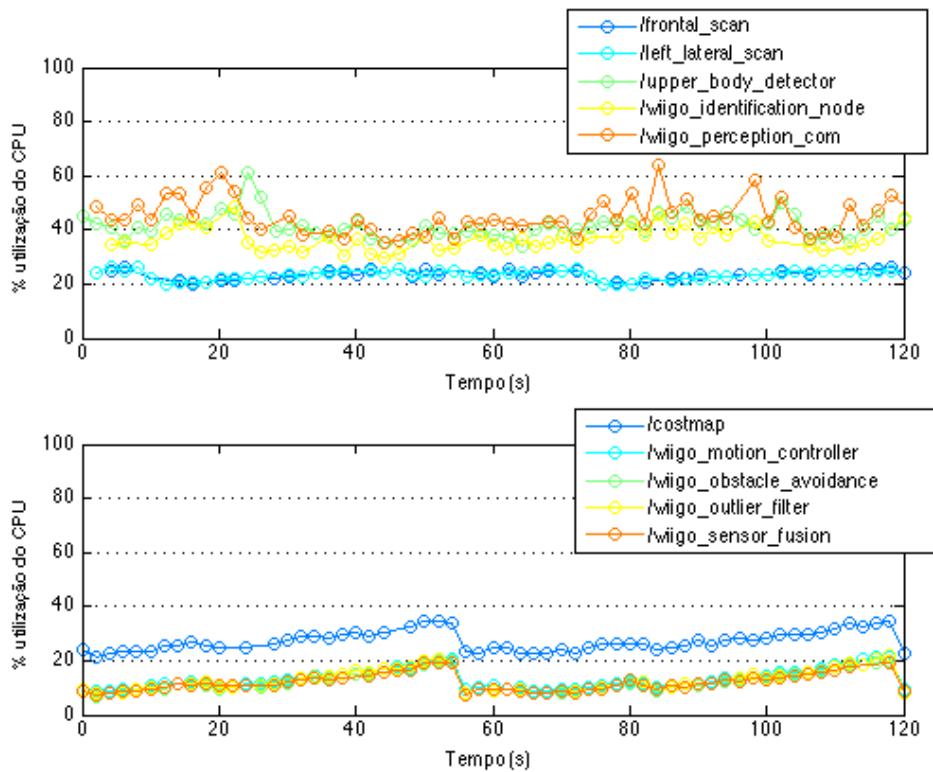 /frontal_scan
/left_lateral_scan
/upper_body_detector
/wiigo_identification_node
/wiigo_perception_com
% utilização do CPU
100
80
60
40
20
0
0 20 40 60 80 100 120
Tempo (s)
/costmap
/wiigo_motion_controller
/wiigo_obstacle_avoidance
/wiigo_outlier_filter
/wiigo_sensor_fusion
% utilização do CPU
100
80
60
40
20
0
0 20 40 60 80 100 120
Tempo (s)